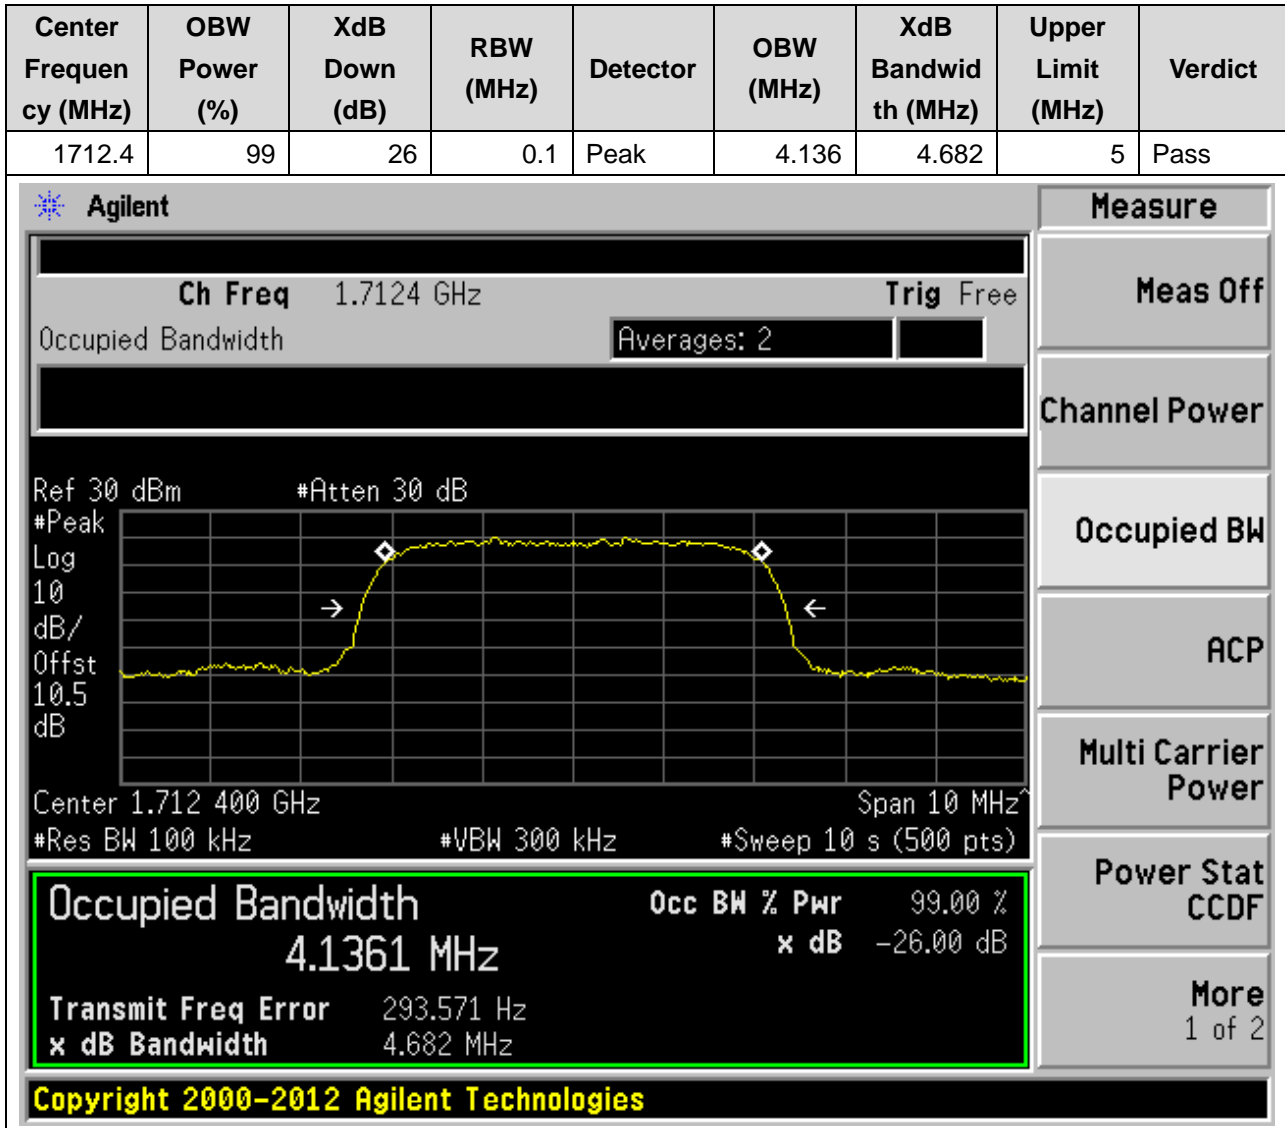 Center Frequen cy (MHz) OBW Power (%) XdB Down (dB) RBW (MHz) Detector OBW (MHz) XdB Bandwid th (MHz) Upper Limit (MHz) Verdict
1712.4 99 26 0.1 Peak 4.136 4.682 5 Pass
Agilent
Measure
Ch Freq 1.7124 GHz Trig Free
Occupied Bandwidth Averages: 2
Ref 30 dBm #Atten 30 dB
#Peak
Log
10
dB/
Offst
10.5
dB
Center 1.712 400 GHz Span 10 MHz^
#Res BW 100 kHz #VBW 300 kHz #Sweep 10 s (500 pts)
Occupied Bandwidth
4.1361 MHz
Occ BW % Pwr 99.00 %
x dB -26.00 dB
Transmit Freq Error 293.571 Hz
x dB Bandwidth 4.682 MHz
Meas Off
Channel Power
Occupied BW
ACP
Multi Carrier
Power
Power Stat
CCDF
More
1 of 2
Copyright 2000-2012 Agilent Technologies